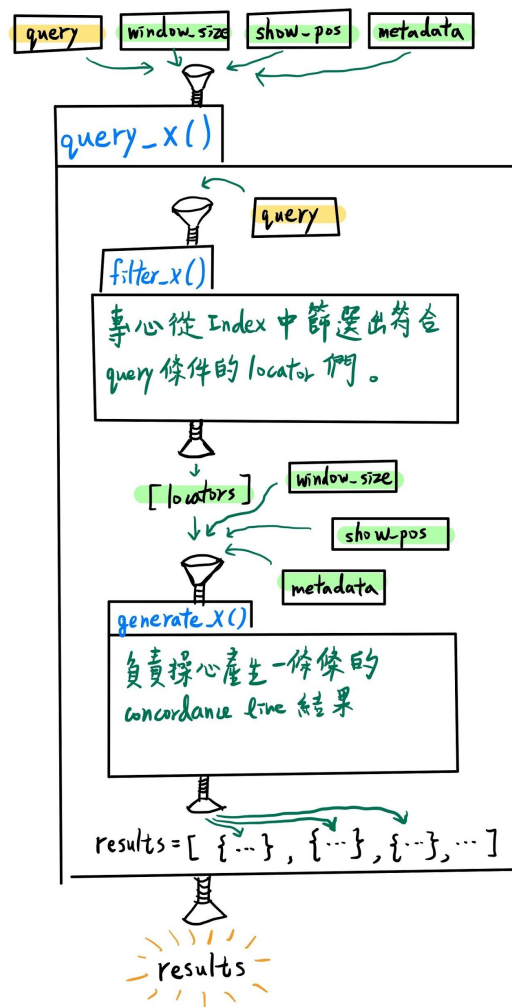 query window_size show_pos metadata
query_x()
query
filter_x()
專心從 Index 中篩選出符合
query 條件的 locator 們。
[locators]
window_size
show_pos
metadata
generate_x()
負責操心產生一條條的
concordance line 結果
results = [ {...}, {...}, {...}, ... ]
results